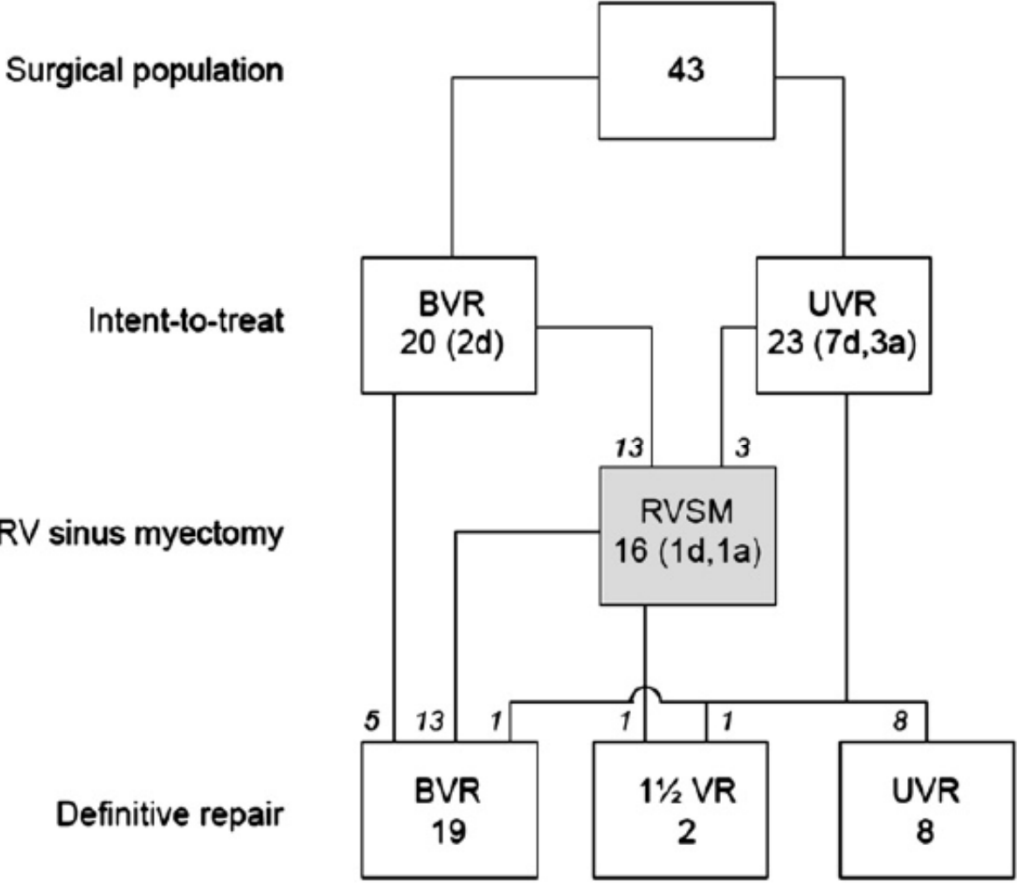 Surgical population
43
Intent-to-treat
BVR
20 (2d)
UVR
23 (7d,3a)
13
3
RV sinus myectomy
RVSM
16 (1d,1a)
5
13
1
1
1
8
Definitive repair
BVR
19
1½ VR
2
UVR
8